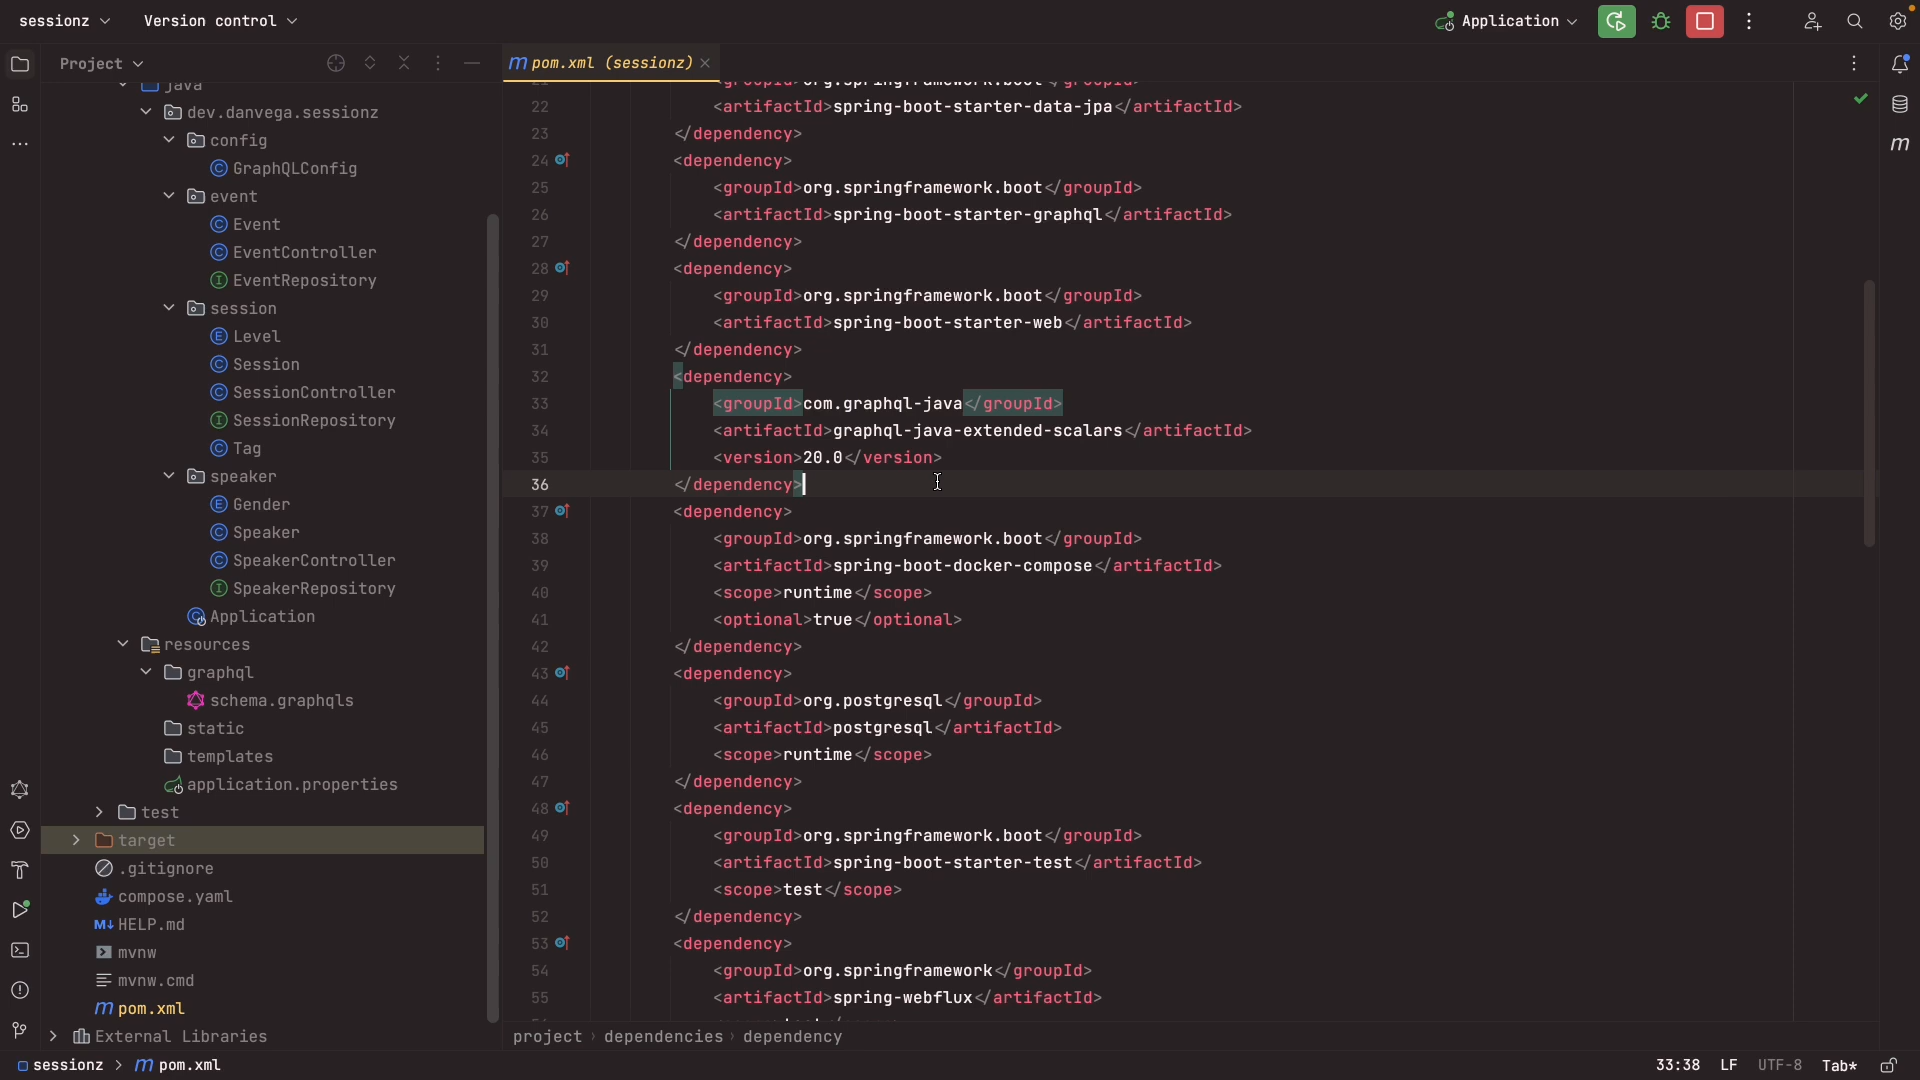 sessionz
Version control
Application
Project
pom.xml (sessionz)
java
dev.danvega.sessionz
config
GraphQLConfig
event
Event
EventController
EventRepository
session
Level
Session
SessionController
SessionRepository
Tag
speaker
Gender
Speaker
SpeakerController
SpeakerRepository
Application
resources
graphql
schema.graphqls
static
templates
application.properties
test
target
.gitignore
compose.yaml
HELP.md
mvnw
mvnw.cmd
pom.xml
External Libraries
21 <groupId>org.springframework.boot</groupId>
22 <artifactId>spring-boot-starter-data-jpa</artifactId>
23 </dependency>
24 <dependency>
25 <groupId>org.springframework.boot</groupId>
26 <artifactId>spring-boot-starter-graphql</artifactId>
27 </dependency>
28 <dependency>
29 <groupId>org.springframework.boot</groupId>
30 <artifactId>spring-boot-starter-web</artifactId>
31 </dependency>
32 <dependency>
33 <groupId>com.graphql-java</groupId>
34 <artifactId>graphql-java-extended-scalars</artifactId>
35 <version>20.0</version>
36 </dependency>
37 <dependency>
38 <groupId>org.springframework.boot</groupId>
39 <artifactId>spring-boot-docker-compose</artifactId>
40 <scope>runtime</scope>
41 <optional>true</optional>
42 </dependency>
43 <dependency>
44 <groupId>org.postgresql</groupId>
45 <artifactId>postgresql</artifactId>
46 <scope>runtime</scope>
47 </dependency>
48 <dependency>
49 <groupId>org.springframework.boot</groupId>
50 <artifactId>spring-boot-starter-test</artifactId>
51 <scope>test</scope>
52 </dependency>
53 <dependency>
54 <groupId>org.springframework</groupId>
55 <artifactId>spring-webflux</artifactId>
project › dependencies › dependency
sessionz > pom.xml
33:38 LF UTF-8 Tab*